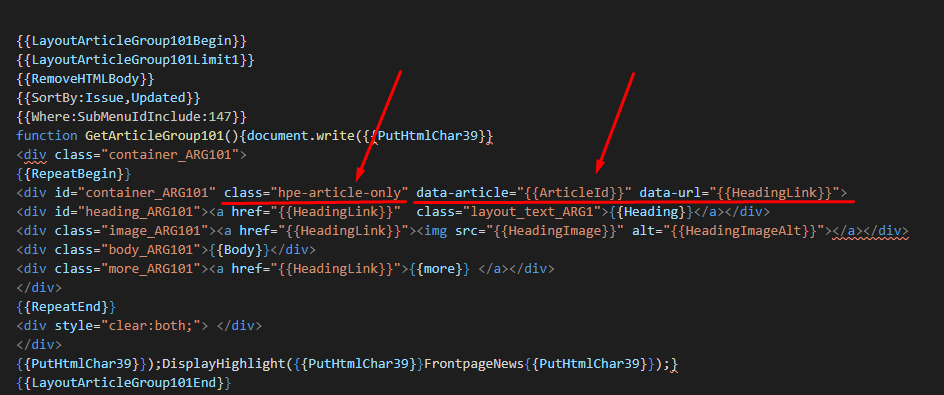 {{LayoutArticleGroup101Begin}}
{{LayoutArticleGroup101Limit1}}
{{RemoveHTMLBody}}
{{SortBy:Issue,Updated}}
{{Where:SubMenuIdInclude:147}}
function GetArticleGroup101(){document.write({{PutHtmlChar39}}
<div class="container_ARG101">
{{RepeatBegin}}
<div id="container_ARG101" class="hpe-article-only" data-article="{{ArticleId}}" data-url="{{HeadingLink}}">
<div id="heading_ARG101"><a href="{{HeadingLink}}"  class="layout_text_ARG1">{{Heading}}</a></div>
<div class="image_ARG101"><a href="{{HeadingLink}}"><img src="{{HeadingImage}}" alt="{{HeadingImageAlt}}"></a></div>
<div class="body_ARG101">{{Body}}</div>
<div class="more_ARG101"><a href="{{HeadingLink}}">{{more}} </a></div>
</div>
{{RepeatEnd}}
<div style="clear:both;"> </div>
</div>
{{PutHtmlChar39}});DisplayHighlight({{PutHtmlChar39}}FrontpageNews{{PutHtmlChar39}});}
{{LayoutArticleGroup101End}}